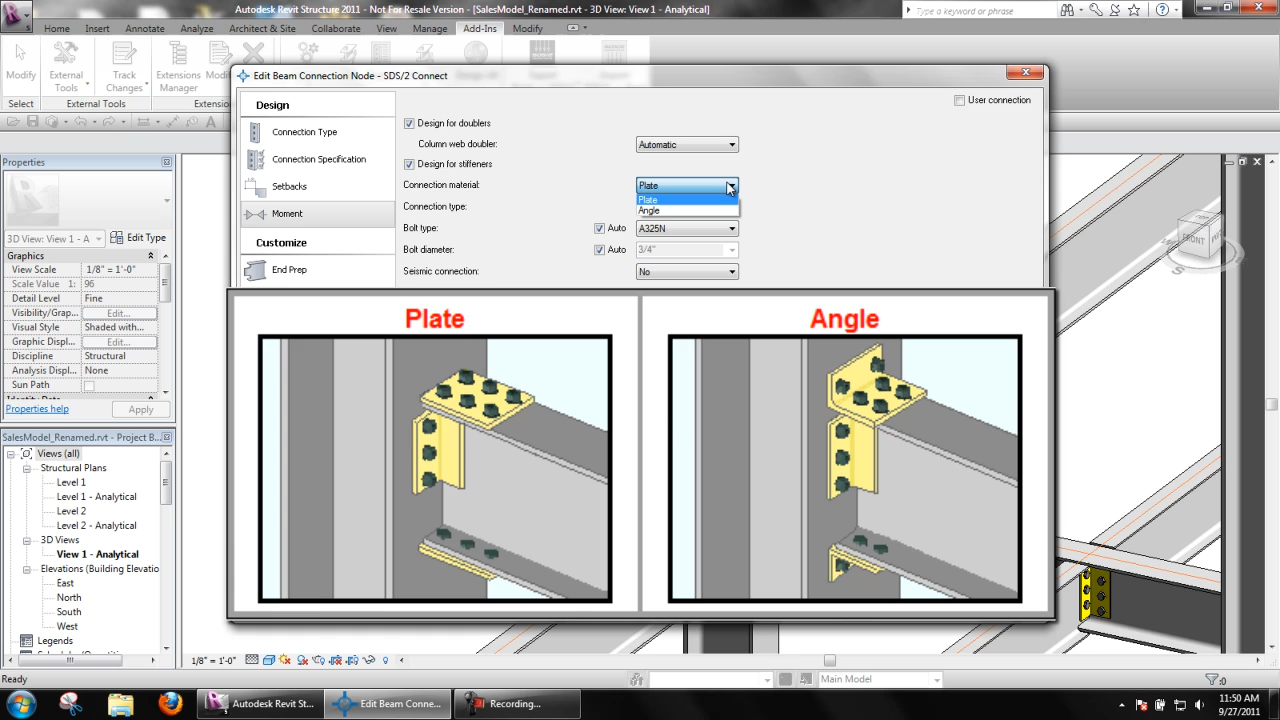 Autodesk Revit Structure 2011 - Not For Resale Version - [SalesModel_Renamed.rvt - 3D View: View 1 - Analytical]
Type a keyword or phrase
Home Insert Annotate Analyze Architect & Site Collaborate View Manage Add-Ins Modify
Modify External Tools Track Changes Extensions Manager
Select External Tools
Edit Beam Connection Node - SDS/2 Connect
User connection
Design
Connection Type
Connection Specification
Setbacks
Moment
Customize
End Prep
Design for doublers
Column web doubler: Automatic
Design for stiffeners
Connection material: Plate
Plate
Angle
Connection type:
Bolt type: Auto A325N
Bolt diameter: Auto 3/4"
Seismic connection: No
Plate
Angle
Properties
3D View: View 1 - A Edit Type
Graphics
View Scale 1/8" = 1'-0"
Scale Value 1: 96
Detail Level Fine
Visibility/Grap... Edit...
Visual Style Shaded with...
Graphic Displ... Edit...
Discipline Structural
Analysis Displ... None
Sun Path
Properties help Apply
SalesModel_Renamed.rvt - Project B...
Views (all)
Structural Plans
Level 1
Level 1 - Analytical
Level 2
Level 2 - Analytical
3D Views
View 1 - Analytical
Elevations (Building Elevatio
East
North
South
West
Legends
FRONT
S
1/8" = 1'-0"
Ready
Main Model
:0
Autodesk Revit St...
Edit Beam Conne...
Recording...
11:50 AM
9/27/2011